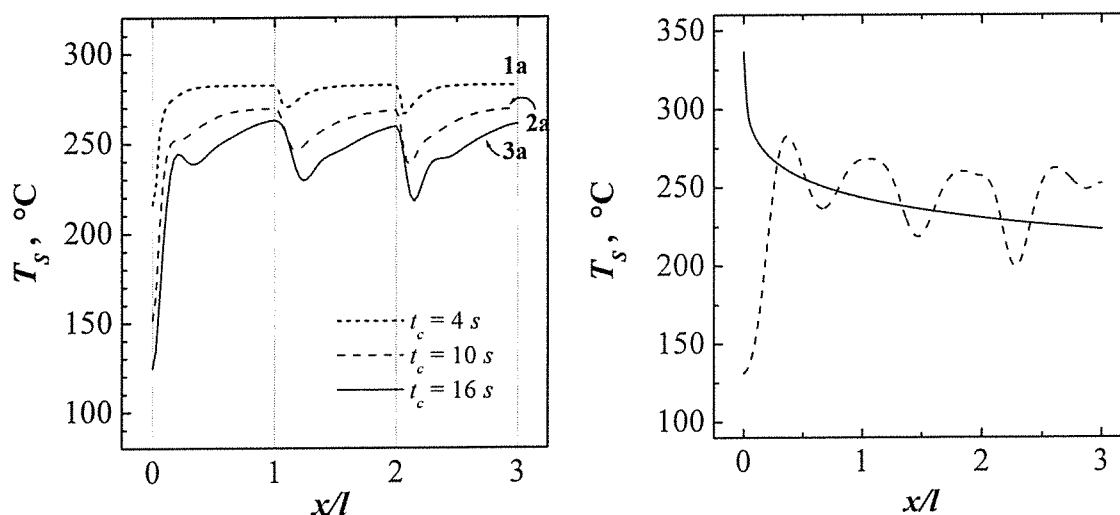 300
250
200
150
100
T_s, °C
1a
2a
3a
t_c = 4 s
t_c = 10 s
t_c = 16 s
0 1 2 3
x/l
350
300
250
200
150
100
T_s, °C
0 1 2 3
x/l